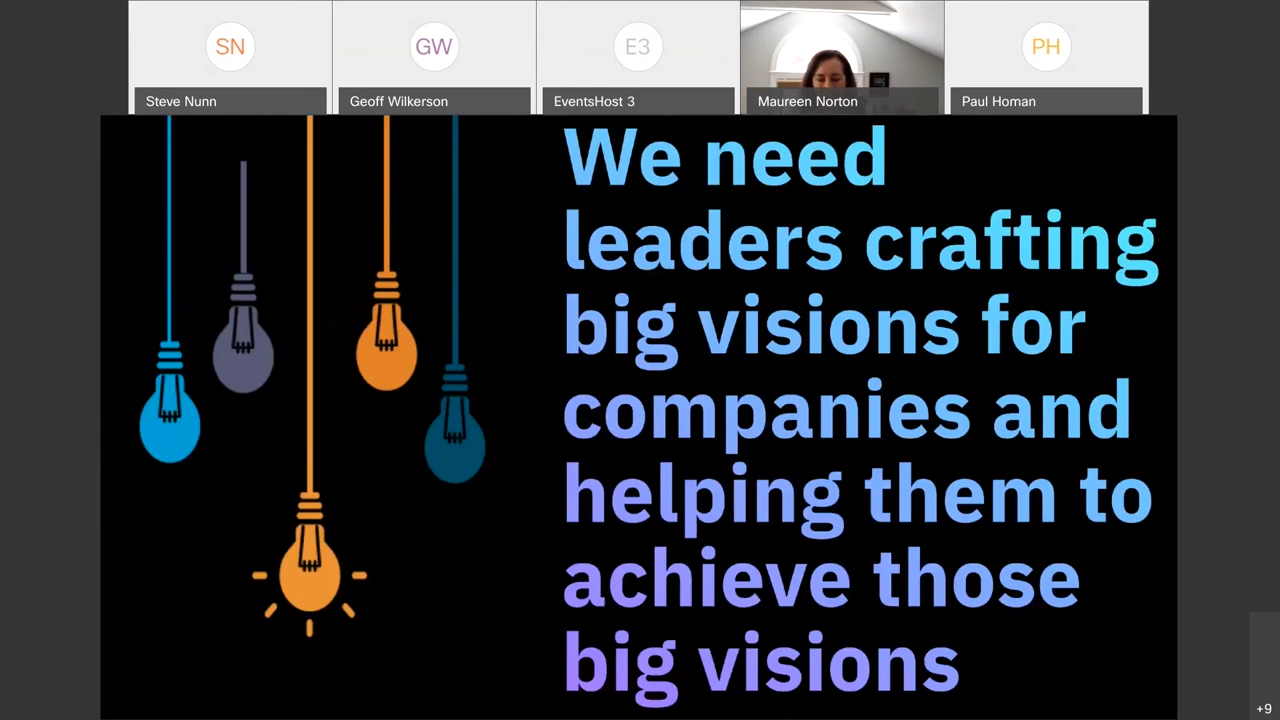 SN
GW
E3
PH
Steve Nunn
Geoff Wilkerson
EventsHost 3
Maureen Norton
Paul Homan
We need
leaders crafting
big visions for
companies and
helping them to
achieve those
big visions
+9